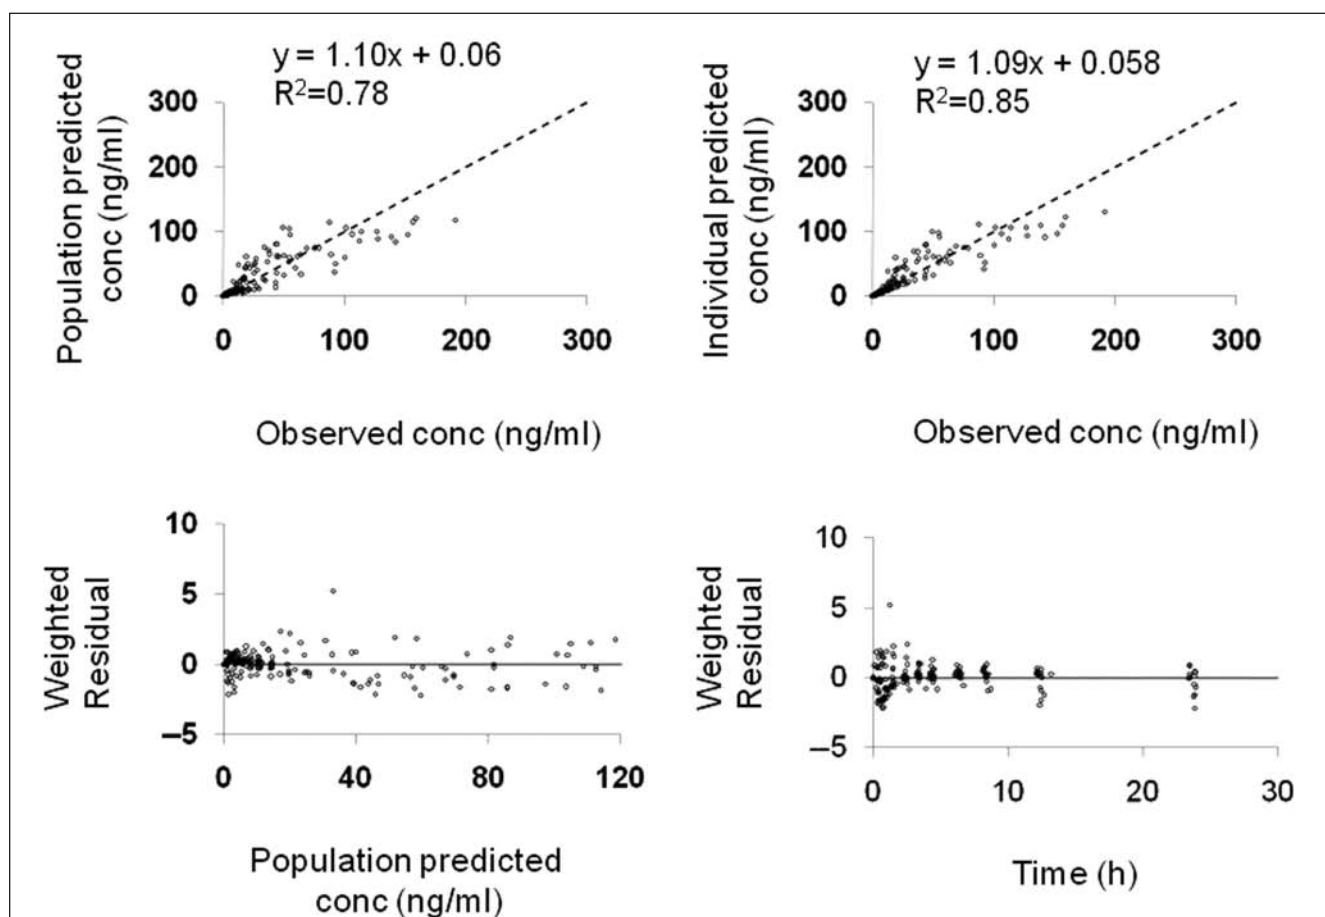 y = 1.10x + 0.06
R²=0.78
Population predicted
conc (ng/ml)
300
200
100
0
0 100 200 300
Observed conc (ng/ml)
y = 1.09x + 0.058
R²=0.85
Individual predicted
conc (ng/ml)
300
200
100
0
0 100 200 300
Observed conc (ng/ml)
Weighted
Residual
10
5
0
–5
0 40 80 120
Population predicted
conc (ng/ml)
Weighted
Residual
10
5
0
–5
0 10 20 30
Time (h)